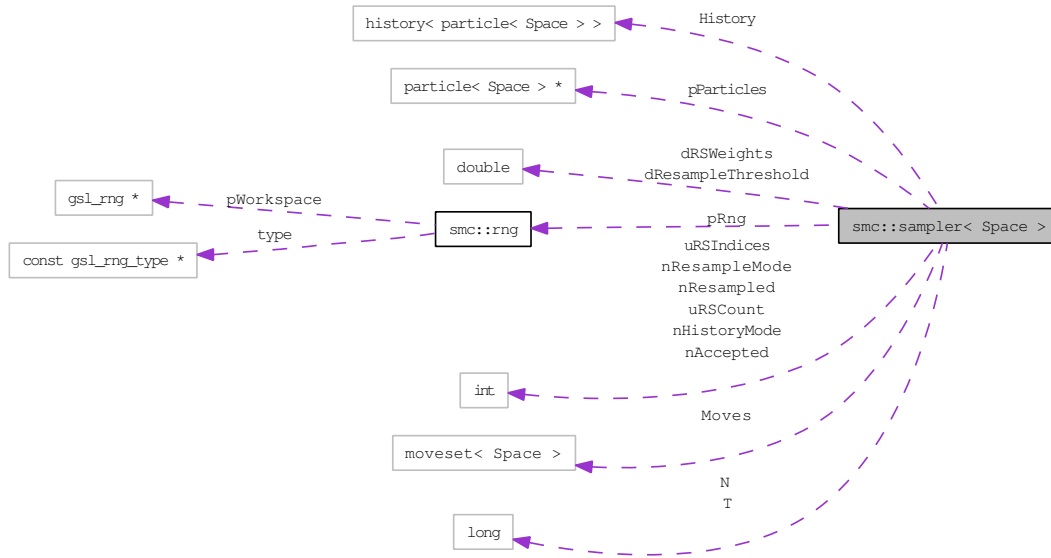 history< particle< Space > >
History
particle< Space > *
pParticles
double
dRSWeights
dResampleThreshold
gsl_rng *
pWorkspace
const gsl_rng_type *
type
smc::rng
pRng
smc::sampler< Space >
uRSIndices
nResampleMode
nResampled
uRSCount
nHistoryMode
nAccepted
int
moveset< Space >
Moves
long
N
T